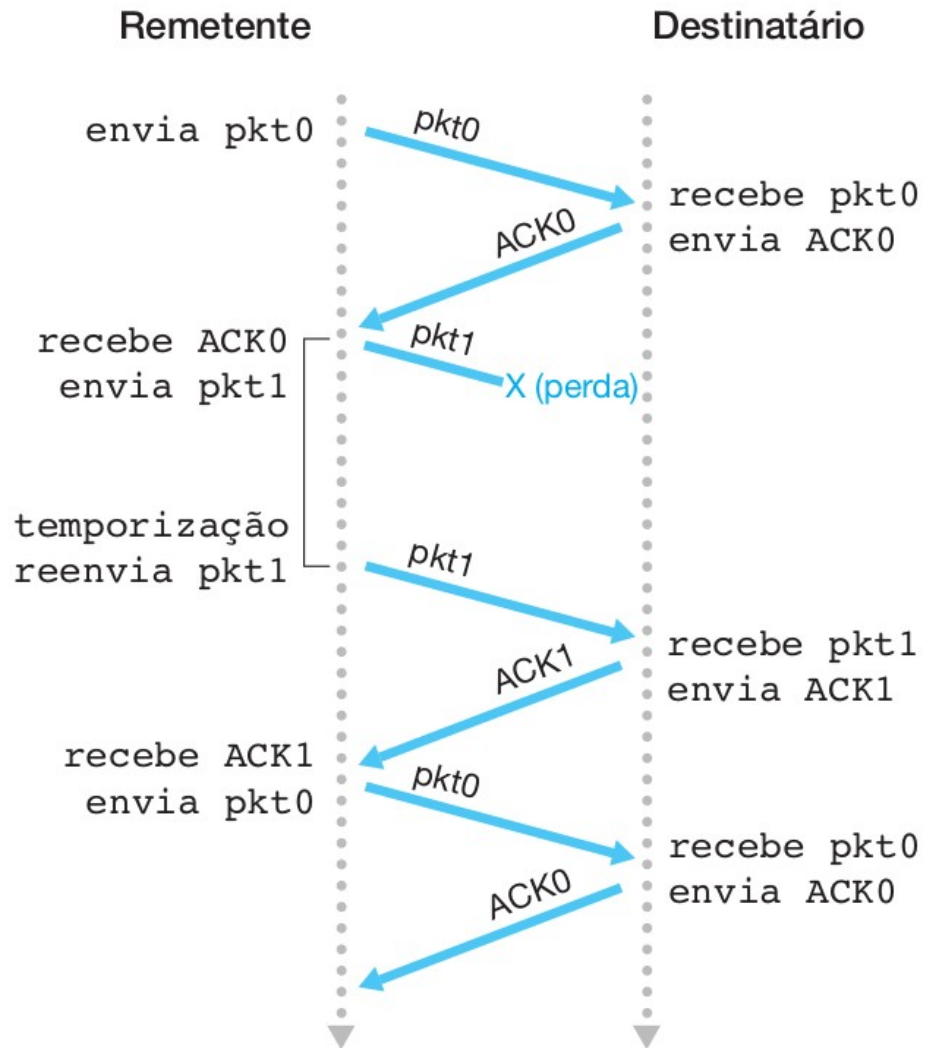 Remetente
Destinatário
envia pkt0
pkt0
recebe pkt0
envia ACK0
ACK0
recebe ACK0
envia pkt1
pkt1
X (perda)
temporização
reenvia pkt1
pkt1
recebe pkt1
envia ACK1
ACK1
recebe ACK1
envia pkt0
pkt0
recebe pkt0
envia ACK0
ACK0